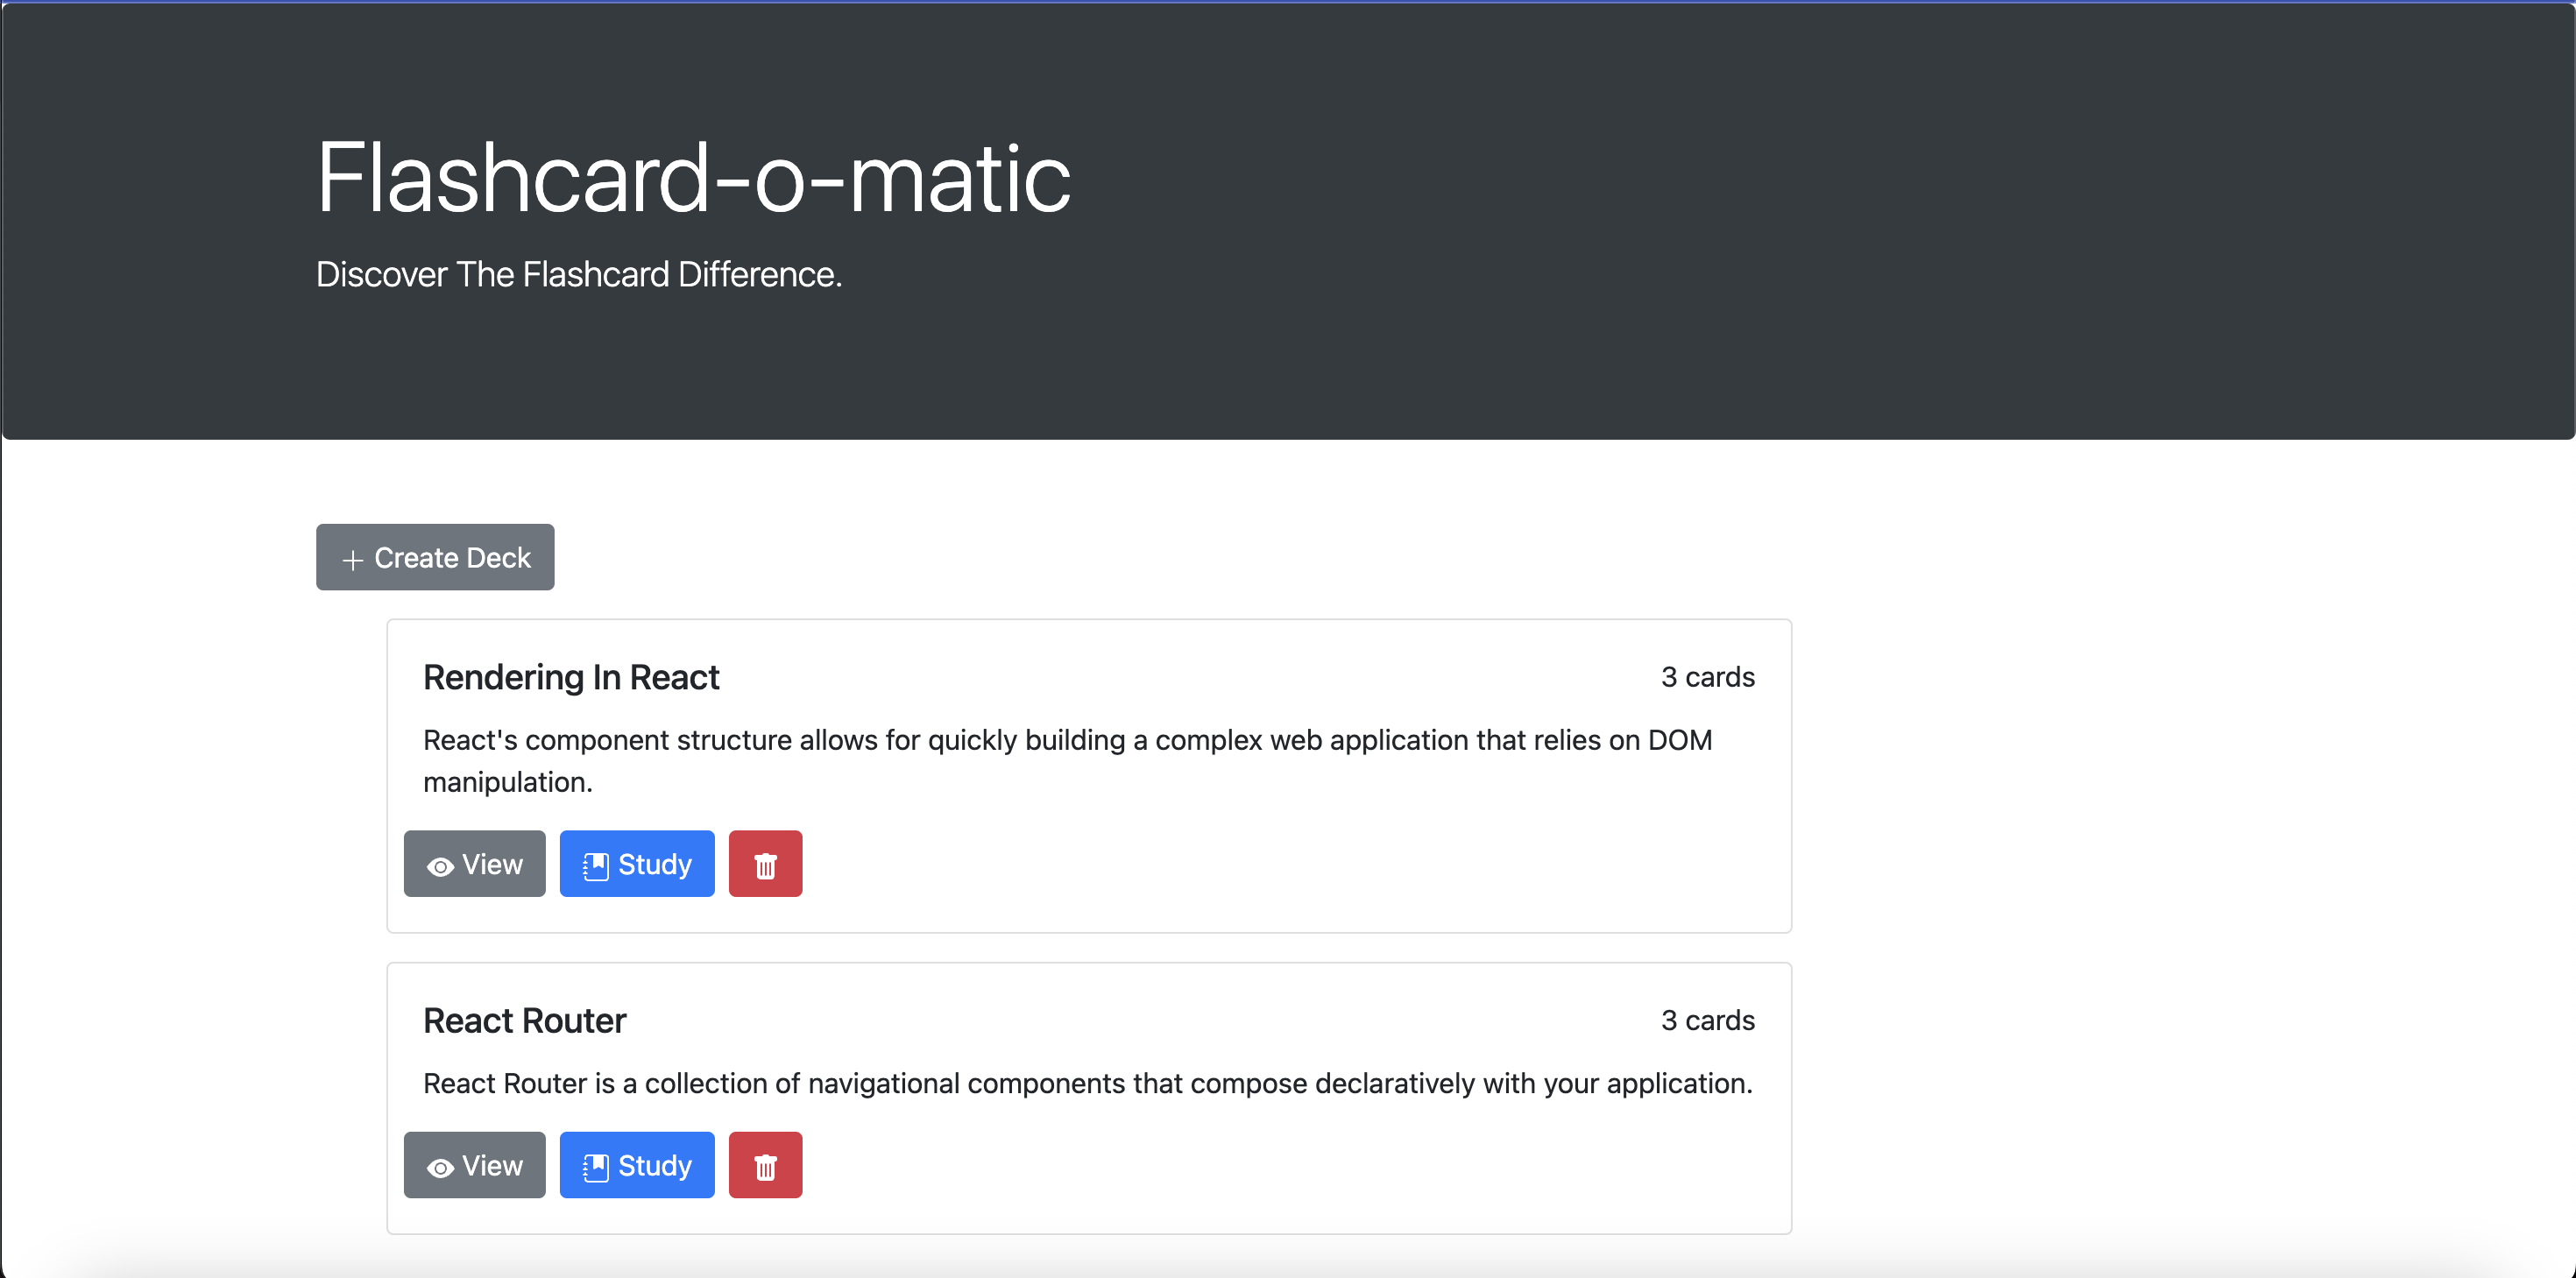 Flashcard-o-matic
Discover The Flashcard Difference.
+ Create Deck
Rendering In React
3 cards
React's component structure allows for quickly building a complex web application that relies on DOM
manipulation.
View
Study
React Router
3 cards
React Router is a collection of navigational components that compose declaratively with your application.
View
Study